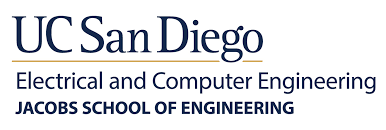 UC San Diego
Electrical and Computer Engineering
JACOBS SCHOOL OF ENGINEERING